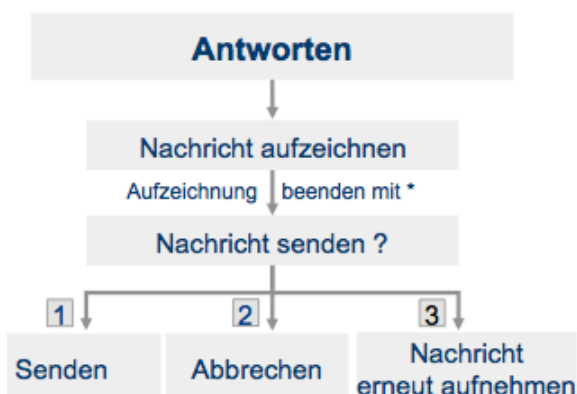 Antworten
Nachricht aufzeichnen
Aufzeichnung beenden mit *
Nachricht senden ?
1 2 3
Senden Abbrechen Nachricht
erneut aufnehmen